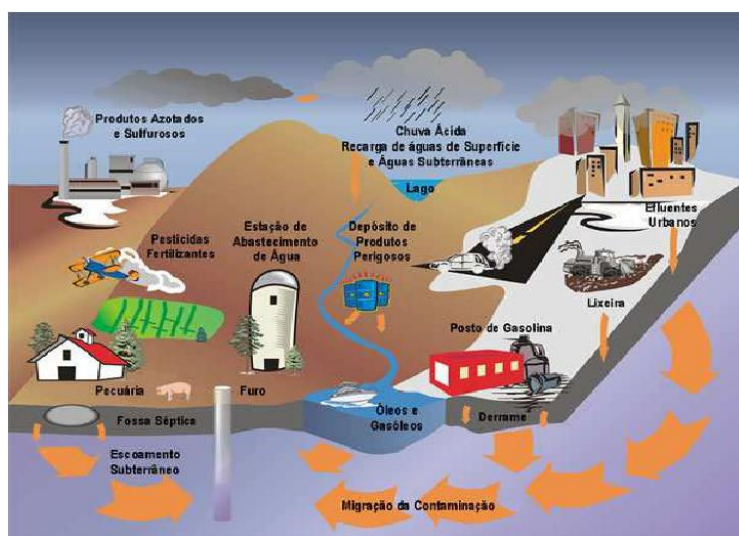 Produtos Azotados
e Sulfurosos
Chuva Ácida
Recarga de águas de Superfície
e Águas Subterrâneas
Lago
Efluentes
Urbanos
Pesticidas
Fertilizantes
Estação de
Abastecimento
de Água
Depósito de
Produtos
Perigosos
Lixeira
Posto de Gasolina
Pecuária
Furo
Fossa Séptica
Óleos e
Gasóleos
Derrame
Escoamento
Subterrâneo
Migração da Contaminação